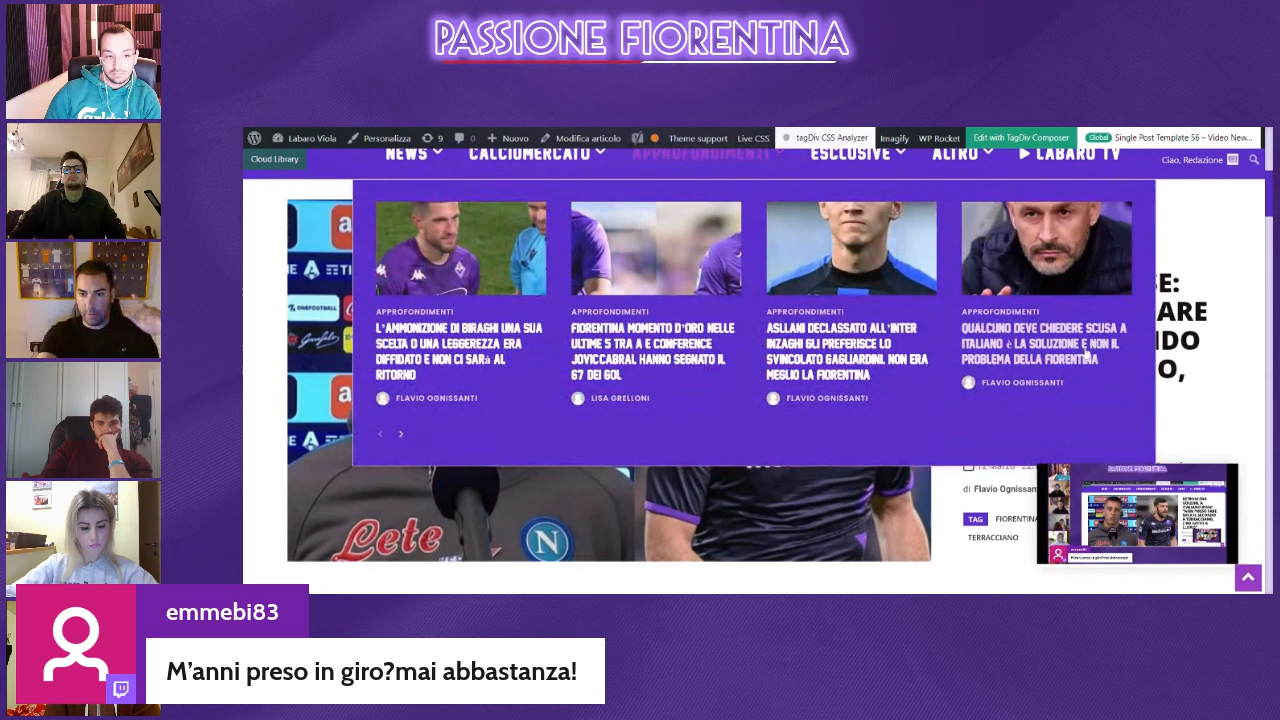 PASSIONE FIORENTINA
Labaro Viola
Personalizza
9
0
Nuovo
Modifica articolo
Theme support
Live CSS
tagDiv CSS Analyzer
Imagify
WP Rocket
Edit with TagDiv Composer
Global
Single Post Template 56 – Video New...
Cloud Library
NEWS
CALCIOMERCATO
APPROFONDIMENTI
ESCLUSIVE
ALTRO
LABARO TV
Ciao, Redazione
APPROFONDIMENTI
L'AMMONIZIONE DI BIRAGHI UNA SUA
SCELTA O UNA LEGGEREZZA ERA
DIFFIDATO E NON CI SARà AL
RITORNO
FLAVIO OGNISSANTI
APPROFONDIMENTI
FIORENTINA MOMENTO D'ORO NELLE
ULTIME 5 TRA A E CONFERENCE
JOVIC CABRAL HANNO SEGNATO IL
67 DEI GOL
LISA GRELLONI
APPROFONDIMENTI
ASLLANI DECLASSATO ALL'INTER
INZAGHI GLI PREFERISCE LO
SVINCOLATO GAGLIARDINI. NON ERA
MEGLIO LA FIORENTINA
FLAVIO OGNISSANTI
APPROFONDIMENTI
QUALCUNO DEVE CHIEDERE SCUSA A
ITALIANO è LA SOLUZIONE E NON IL
PROBLEMA DELLA FIORENTINA
FLAVIO OGNISSANTI
E:
ARE
NDO
O,
di Flavio Ognissan
TAG
FIORENTINA
TERRACCIANO
Lete
N
emmebi83
M'anni preso in giro?mai abbastanza!